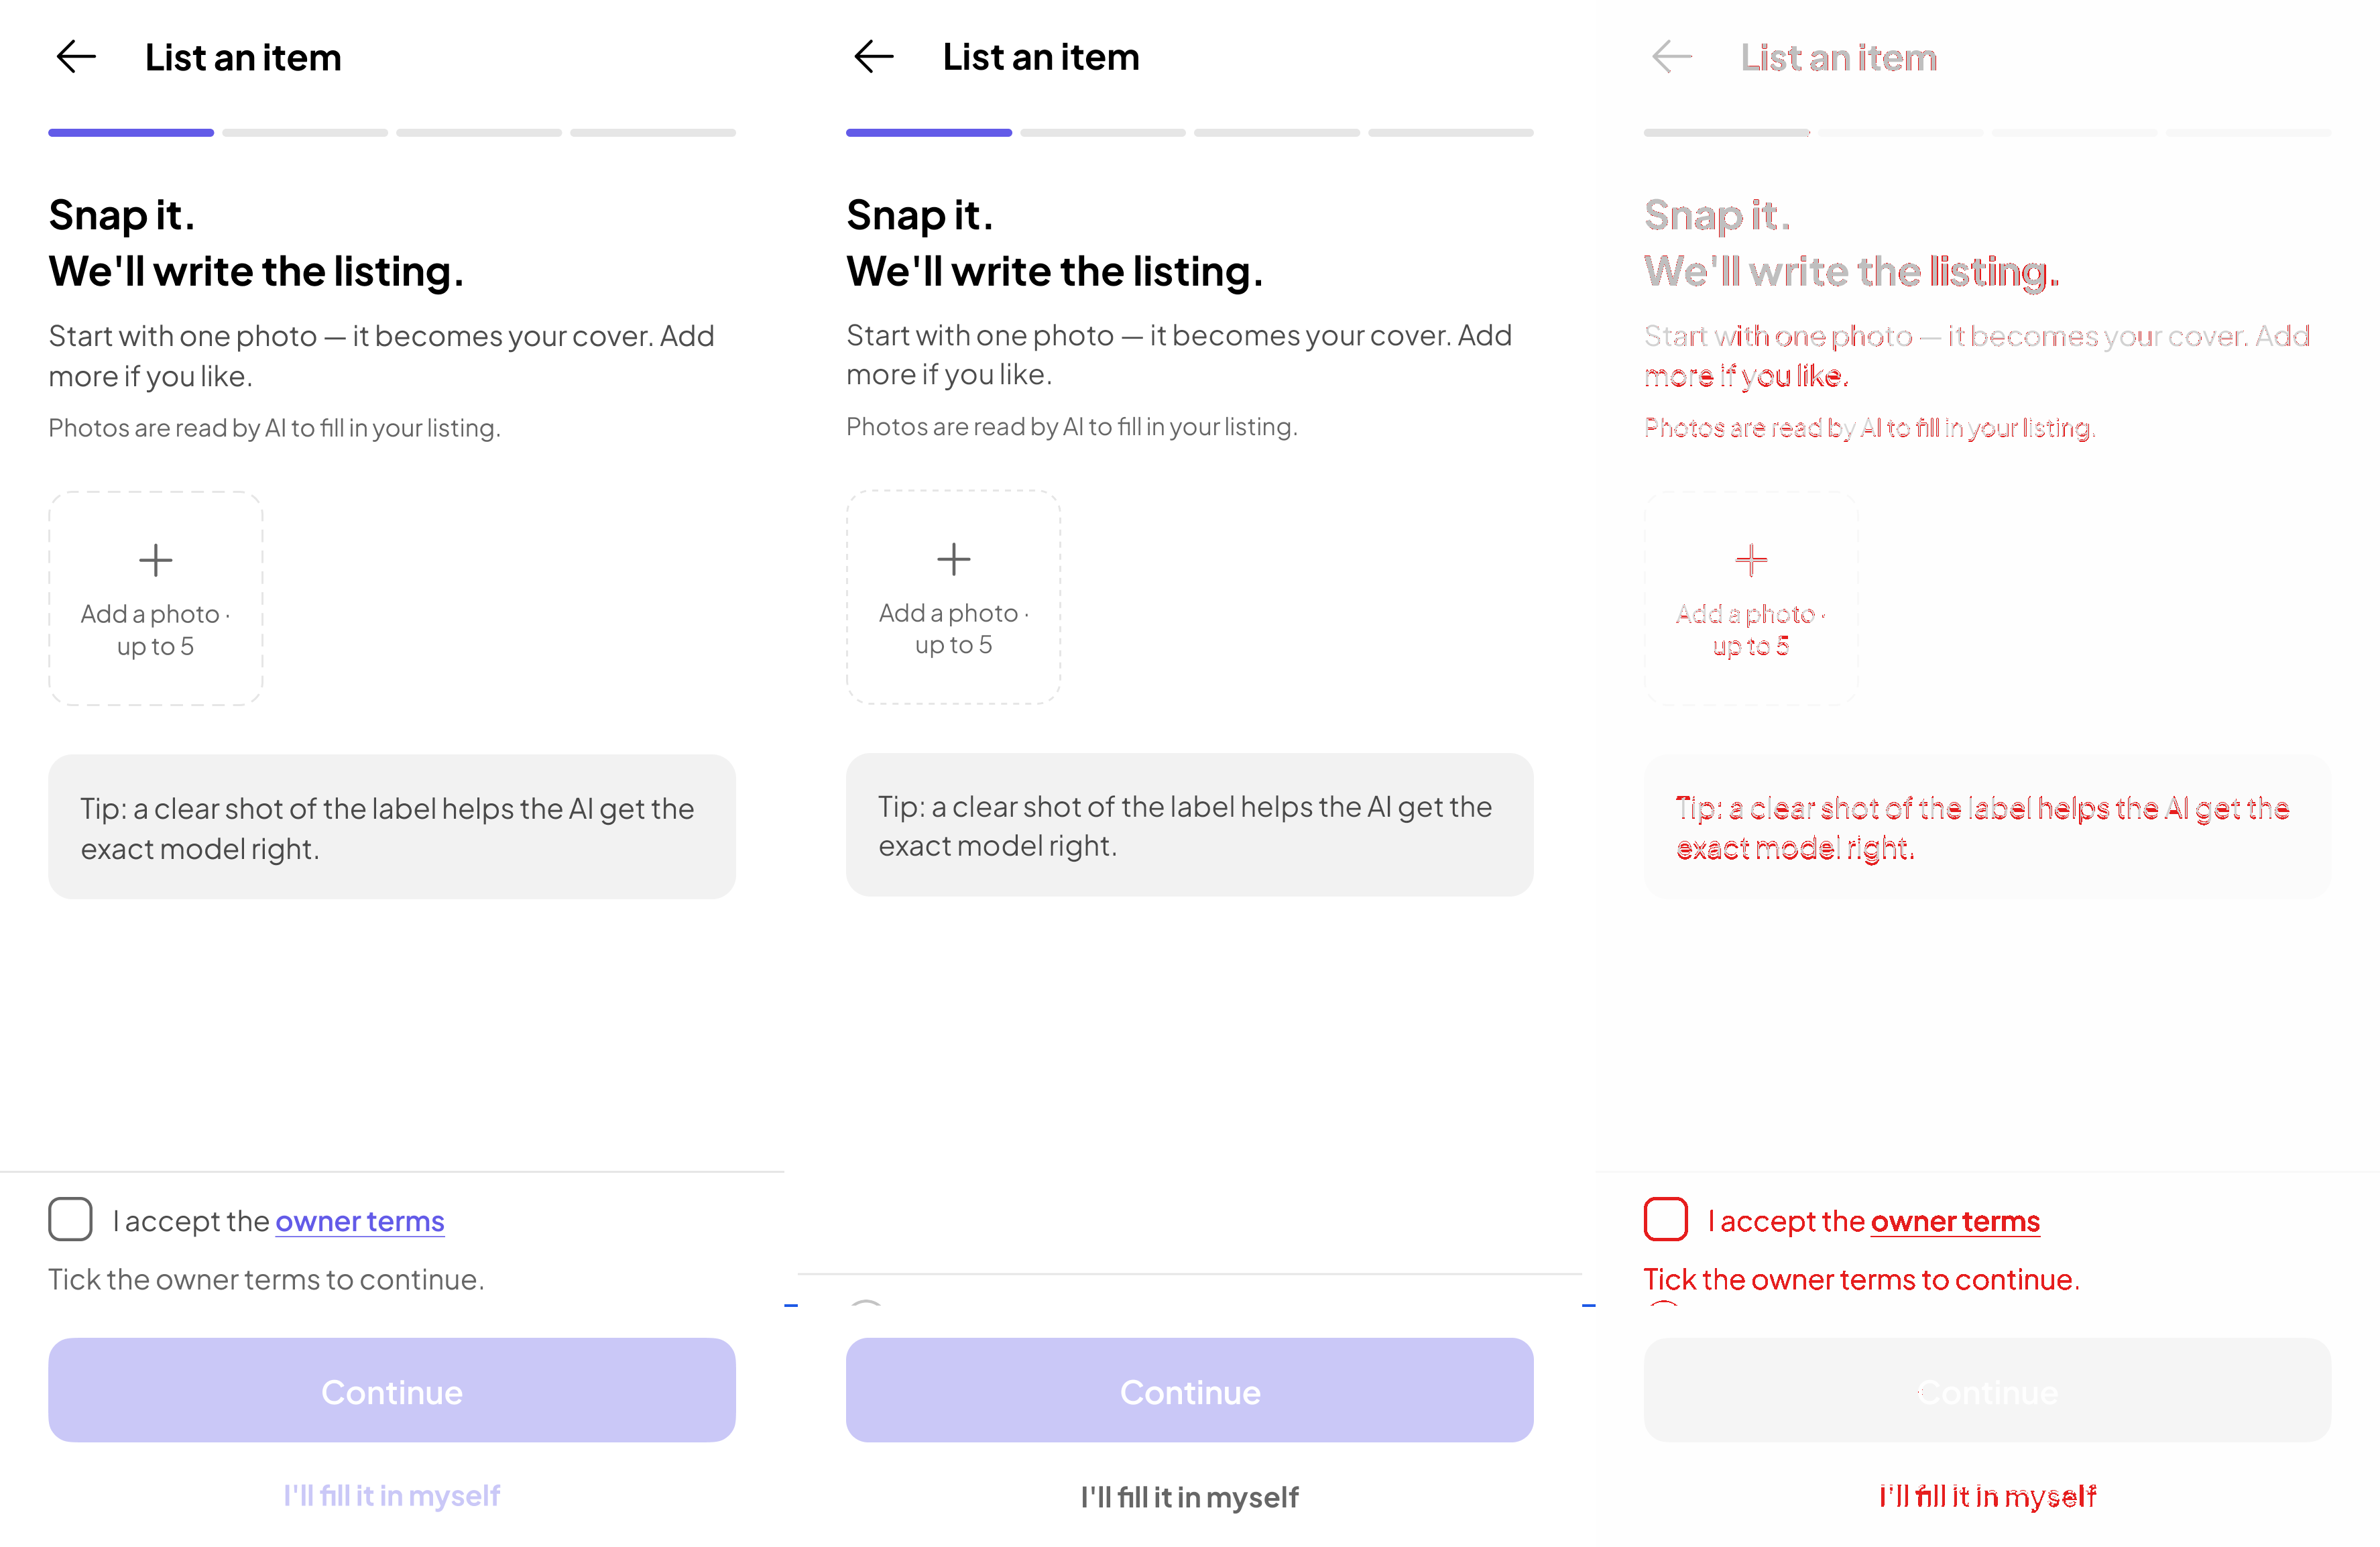 List an item
Snap it.
We'll write the listing.
Start with one photo — it becomes your cover. Add
more if you like.
Photos are read by AI to fill in your listing.
Add a photo ·
up to 5
Tip: a clear shot of the label helps the AI get the
exact model right.
I accept the owner terms
Tick the owner terms to continue.
Continue
I'll fill it in myself
List an item
Snap it.
We'll write the listing.
Start with one photo — it becomes your cover. Add
more if you like.
Photos are read by AI to fill in your listing.
Add a photo ·
up to 5
Tip: a clear shot of the label helps the AI get the
exact model right.
Continue
I'll fill it in myself
List an item
Snap it.
We'll write the listing.
Start with one photo — it becomes your cover. Add
more if you like.
Photos are read by AI to fill in your listing.
Add a photo ·
up to 5
Tip: a clear shot of the label helps the AI get the
exact model right.
I accept the owner terms
Tick the owner terms to continue.
Continue
I'll fill it in myself